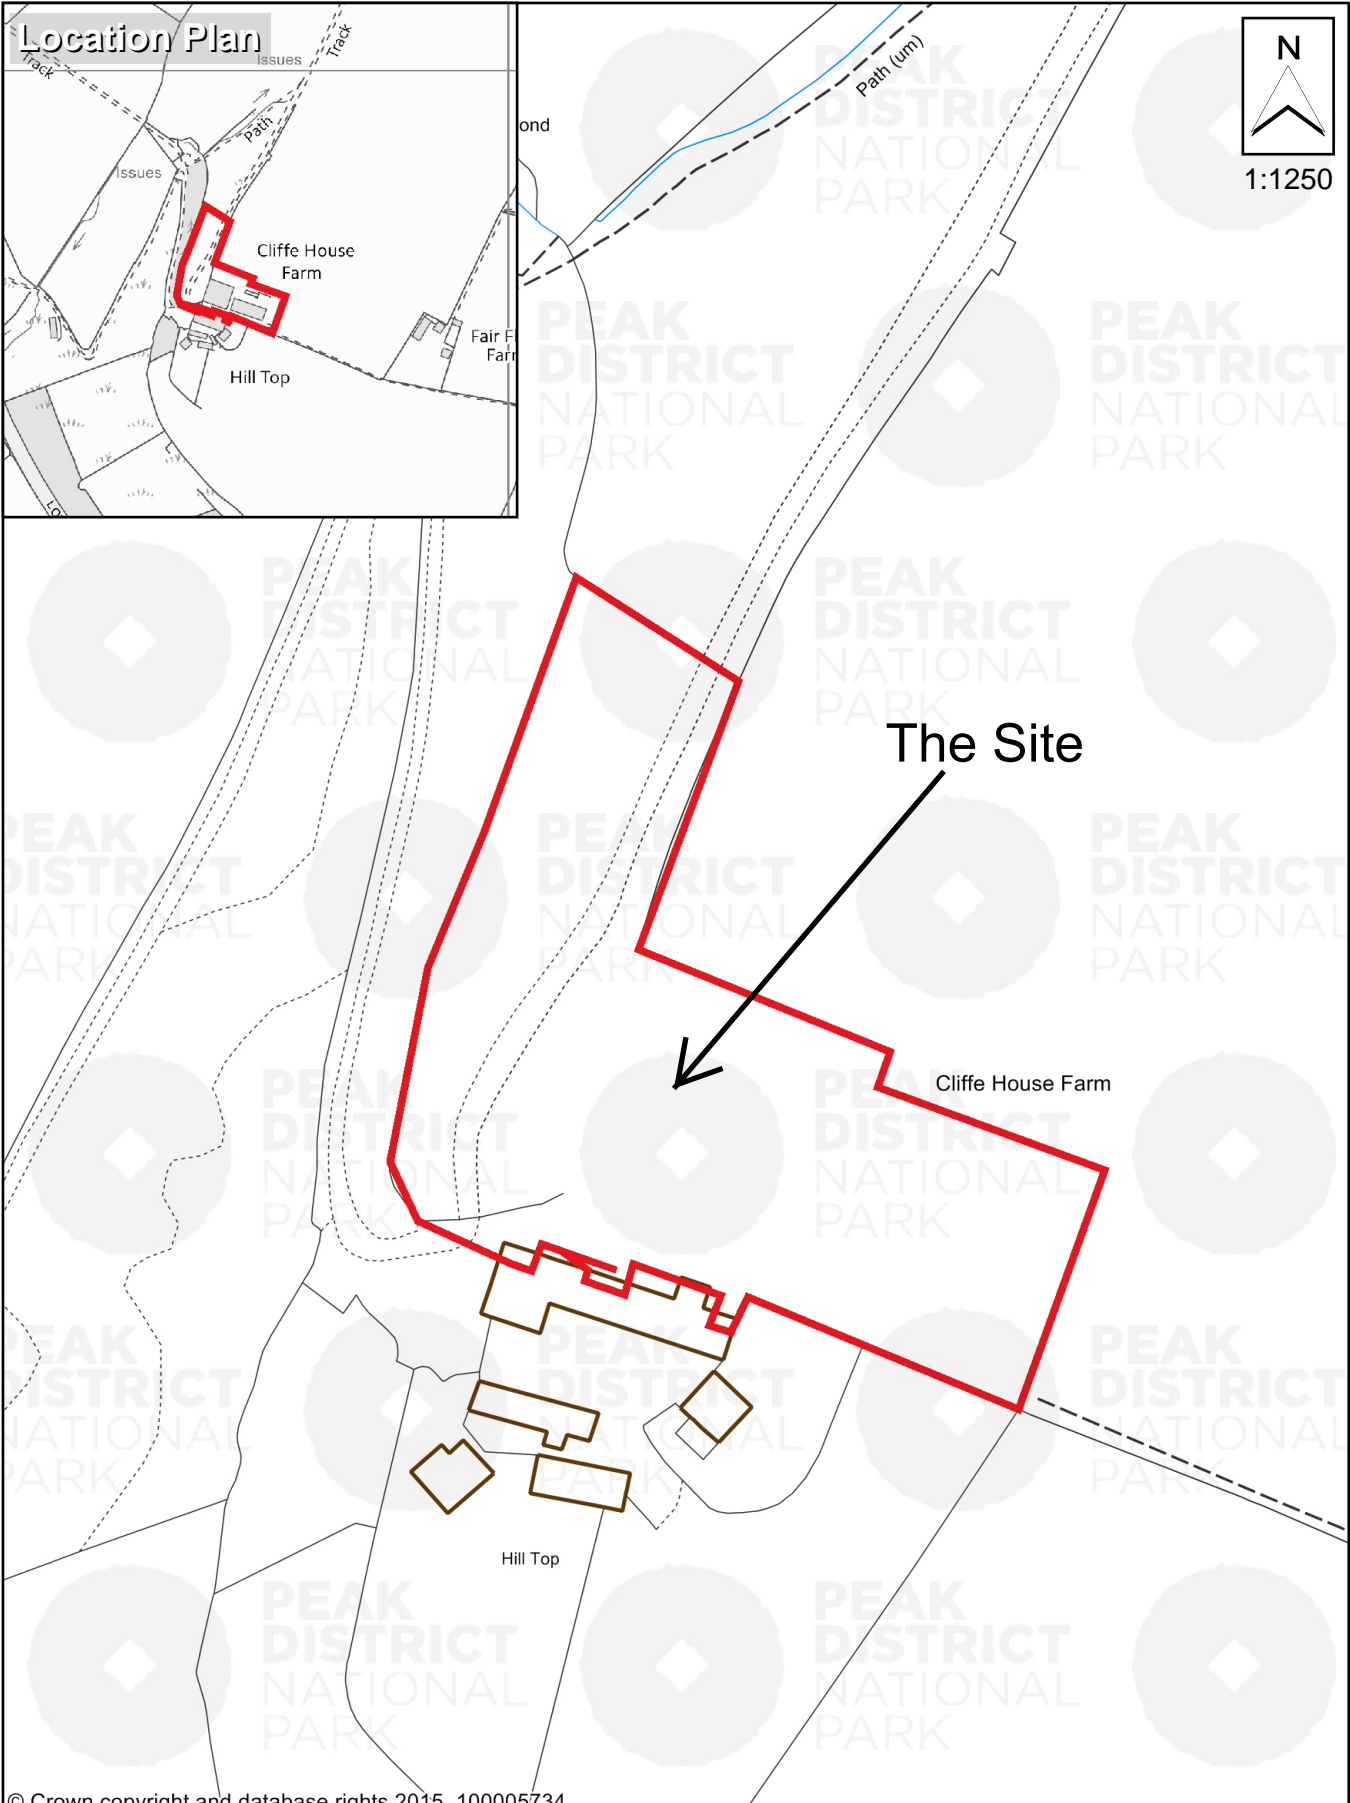 Location Plan
Track
Issues
Track
Path
Issues
Cliffe House
Farm
Hill Top
ond
Path (um)
N
1:1250
The Site
Cliffe House Farm
Hill Top
© Crown copyright and database rights 2015. 100005734
PEAK
DISTRICT
NATIONAL
PARK